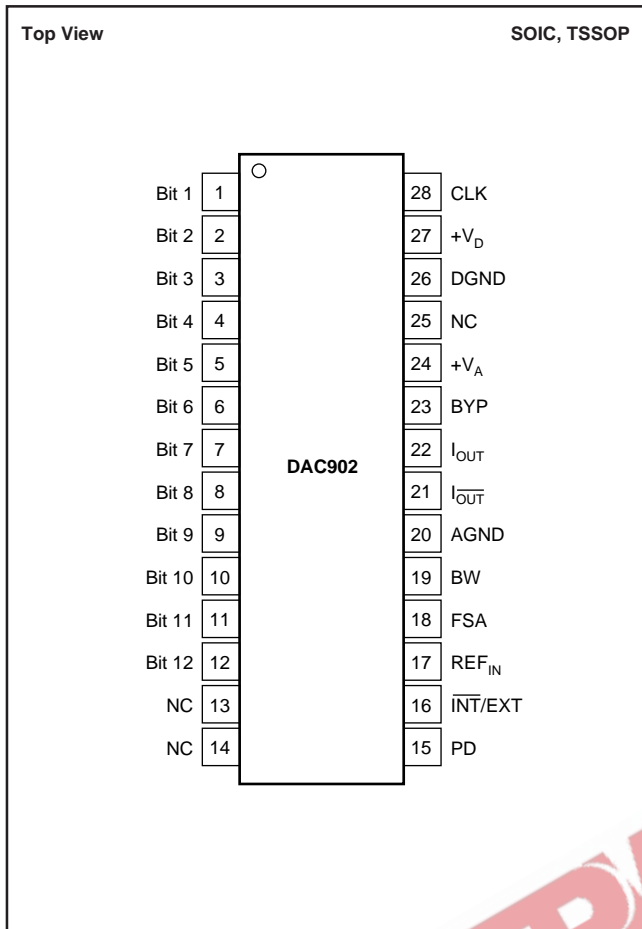 Top View SOIC, TSSOP
Bit 1 1 28 CLK
Bit 2 2 27 +V_D
Bit 3 3 26 DGND
Bit 4 4 25 NC
Bit 5 5 24 +V_A
Bit 6 6 23 BYP
Bit 7 7 22 I_OUT
DAC902
Bit 8 8 21 I_O̅U̅T̅
Bit 9 9 20 AGND
Bit 10 10 19 BW
Bit 11 11 18 FSA
Bit 12 12 17 REF_IN
NC 13 16 I̅N̅T̅/EXT
NC 14 15 PD